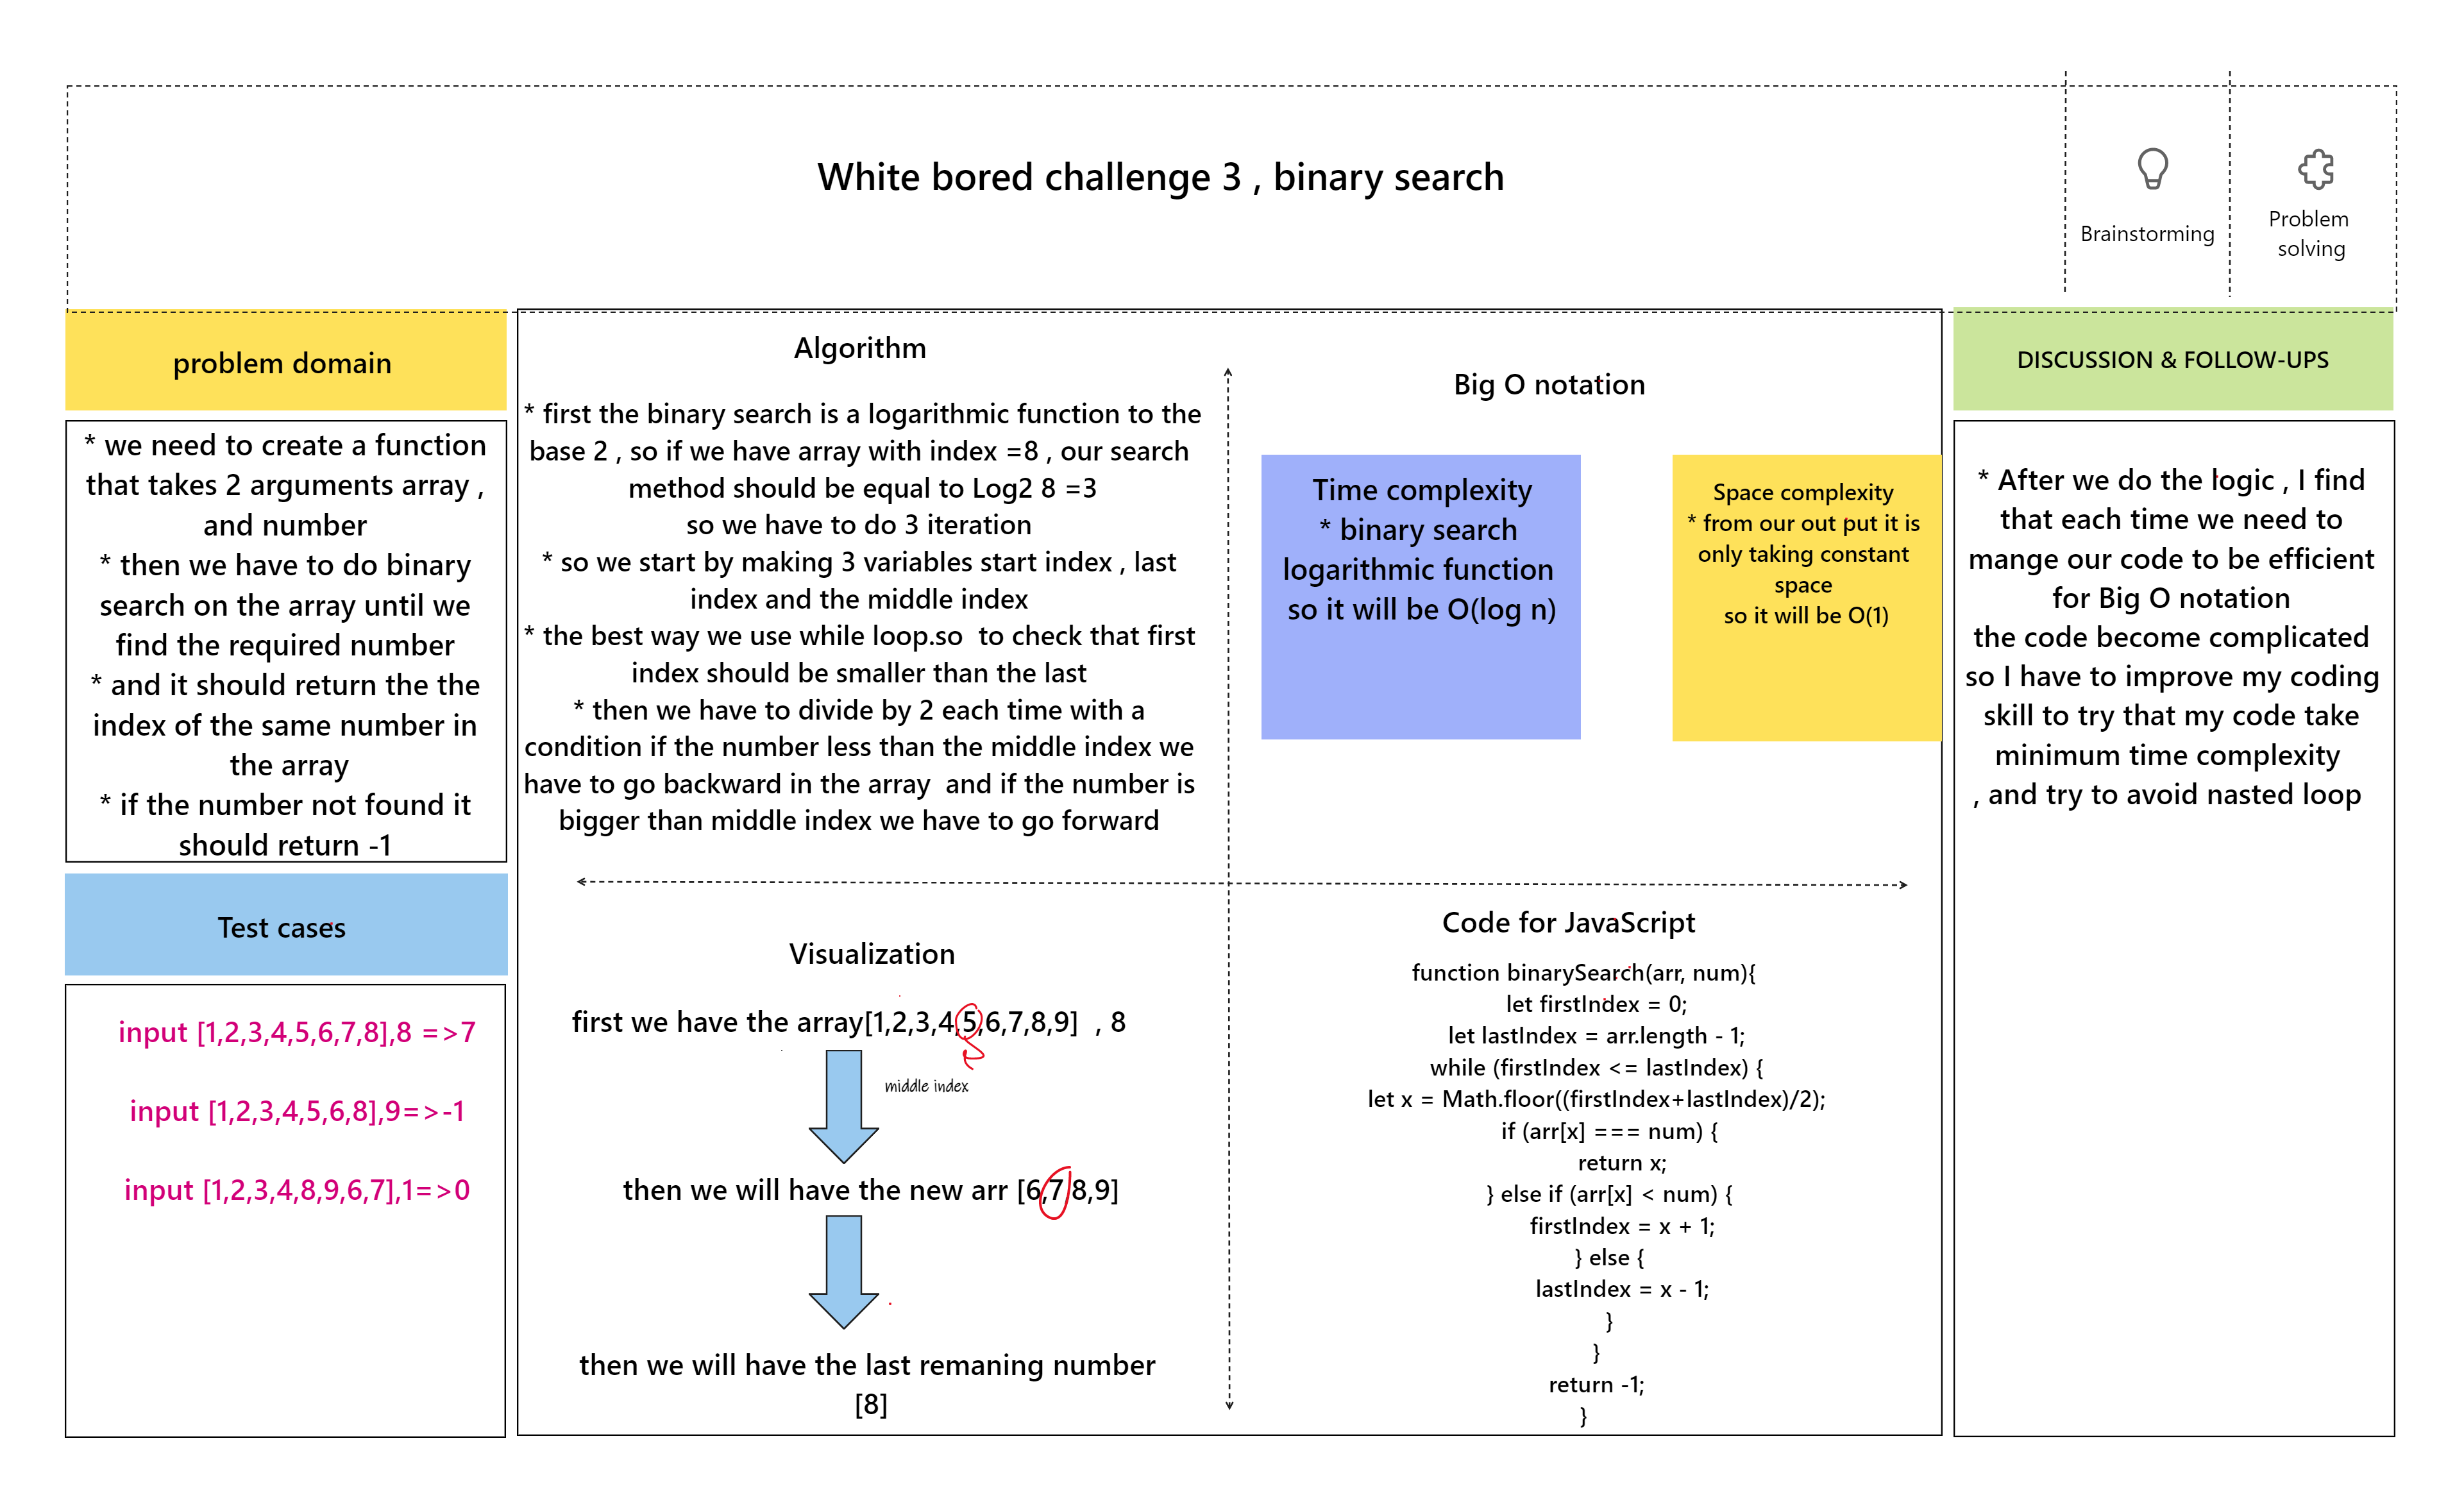 White bored challenge 3 , binary search
Brainstorming
Problem
solving
problem domain
* we need to create a function
that takes 2 arguments array ,
and number
* then we have to do binary
search on the array until we
find the required number
* and it should return the the
index of the same number in
the array
* if the number not found it
should return -1
Test cases
input [1,2,3,4,5,6,7,8],8 =>7
input [1,2,3,4,5,6,8],9=>-1
input [1,2,3,4,8,9,6,7],1=>0
Algorithm
* first the binary search is a logarithmic function to the
base 2 , so if we have array with index =8 , our search
method should be equal to Log2 8 =3
so we have to do 3 iteration
* so we start by making 3 variables start index , last
index and the middle index
* the best way we use while loop.so  to check that first
index should be smaller than the last
* then we have to divide by 2 each time with a
condition if the number less than the middle index we
have to go backward in the array  and if the number is
bigger than middle index we have to go forward
Big O notation
Time complexity
* binary search
logarithmic function
so it will be O(log n)
Space complexity
* from our out put it is
only taking constant
space
so it will be O(1)
Visualization
first we have the array[1,2,3,4,5,6,7,8,9]  , 8
middle index
then we will have the new arr [6,7,8,9]
then we will have the last remaning number
[8]
Code for JavaScript
function binarySearch(arr, num){
let firstIndex = 0;
let lastIndex = arr.length - 1;
while (firstIndex <= lastIndex) {
let x = Math.floor((firstIndex+lastIndex)/2);
if (arr[x] === num) {
return x;
} else if (arr[x] < num) {
firstIndex = x + 1;
} else {
lastIndex = x - 1;
}
}
return -1;
}
DISCUSSION & FOLLOW-UPS
* After we do the logic , I find
that each time we need to
mange our code to be efficient
for Big O notation
the code become complicated
so I have to improve my coding
skill to try that my code take
minimum time complexity
, and try to avoid nasted loop